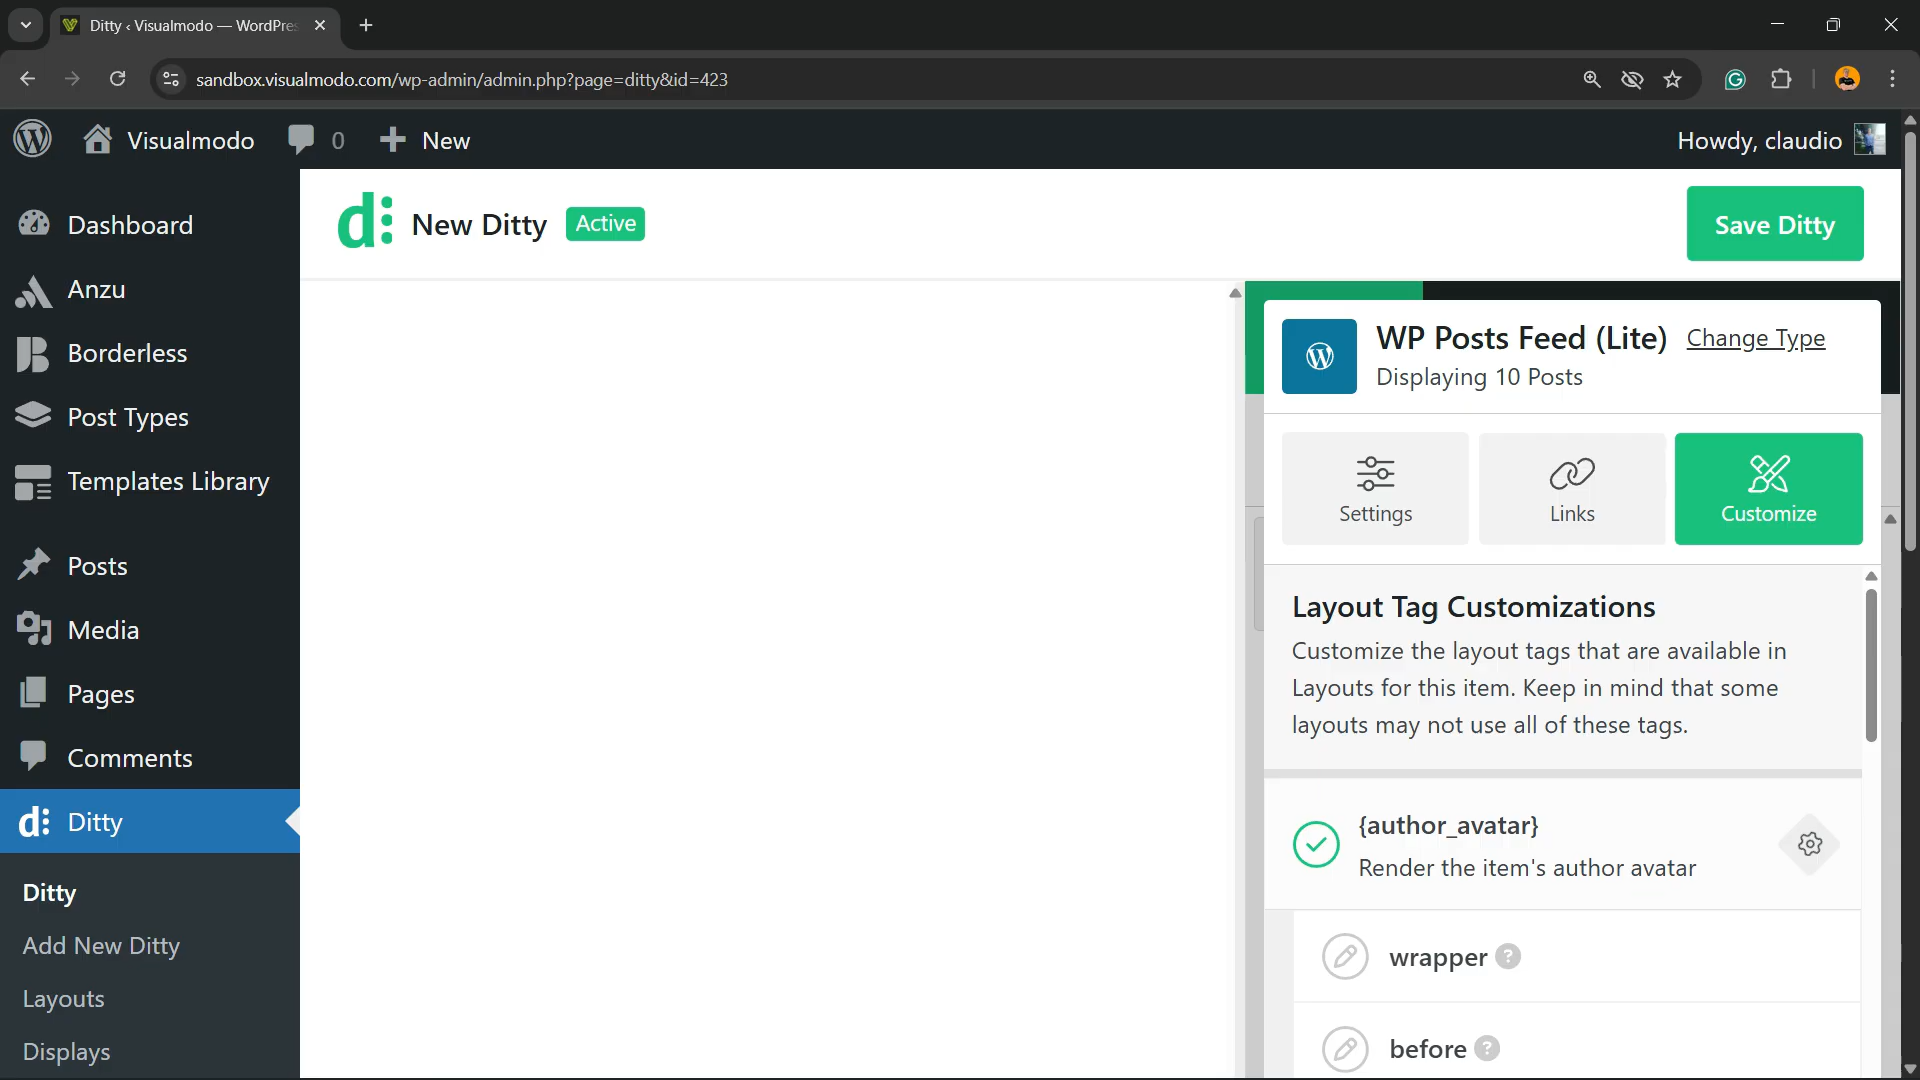 Ditty ‹ Visualmodo — WordPres
sandbox.visualmodo.com/wp-admin/admin.php?page=ditty&id=423
Visualmodo
0
New
Howdy, claudio
Dashboard
Anzu
Borderless
Post Types
Templates Library
Posts
Media
Pages
Comments
Ditty
Ditty
Add New Ditty
Layouts
Displays
New Ditty
Active
Save Ditty
WP Posts Feed (Lite)
Change Type
Displaying 10 Posts
Settings
Links
Customize
Layout Tag Customizations
Customize the layout tags that are available in
Layouts for this item. Keep in mind that some
layouts may not use all of these tags.
{author_avatar}
Render the item's author avatar
wrapper ?
before ?